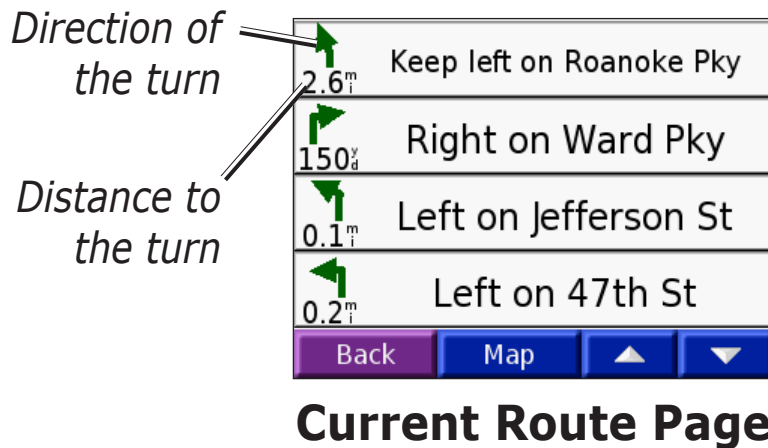 Direction of
the turn
Distance to
the turn
2.6mi
Keep left on Roanoke Pky
150yd
Right on Ward Pky
0.1mi
Left on Jefferson St
0.2mi
Left on 47th St
Back
Map
Current Route Page